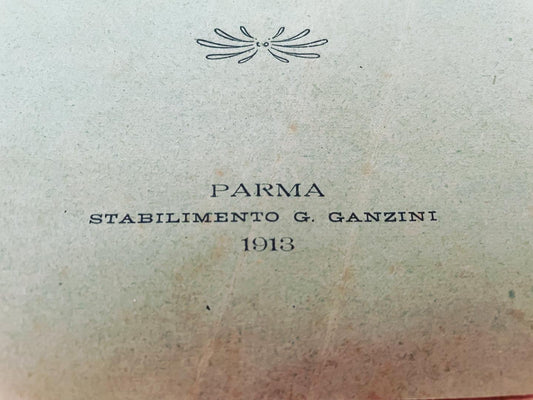 PARMA
STABILIMENTO G. GANZINI
1913